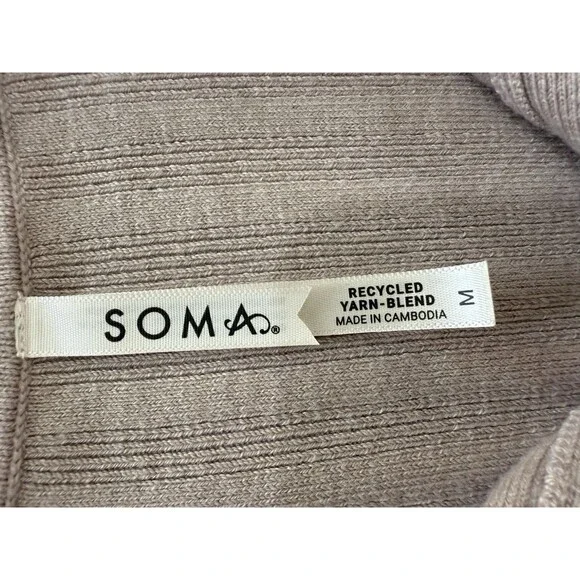 SOMA®
RECYCLED
YARN-BLEND
MADE IN CAMBODIA
M